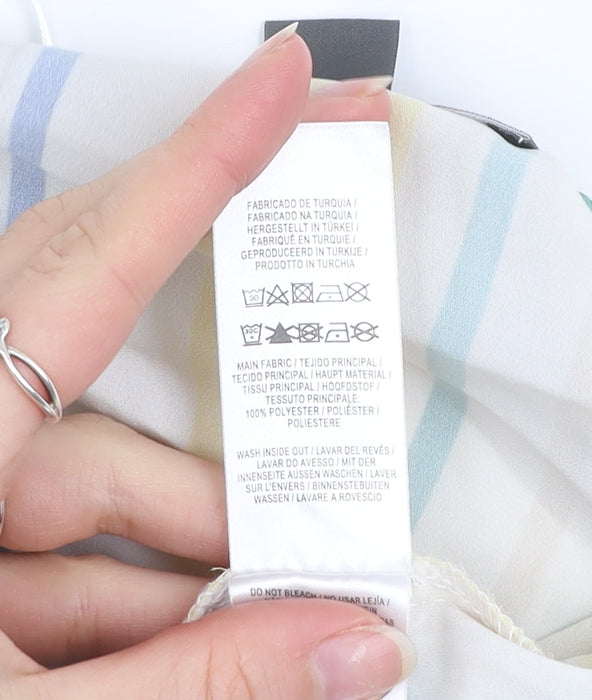 FABRICADO DE TURQUIA /
FABRICADO NA TURQUIA /
HERGESTELLT IN TÜRKEI /
FABRIQUÉ EN TURQUIE /
GEPRODUCEERD IN TURKIJE /
PRODOTTO IN TURCHIA
30
30C
MAIN FABRIC / TEJIDO PRINCIPAL /
TECIDO PRINCIPAL / HAUPT MATERIAL /
TISSU PRINCIPAL / HOOFDSTOF /
TESSUTO PRINCIPALE.
100% POLYESTER / POLIÉSTER /
POLIESTERE
WASH INSIDE OUT / LAVAR DEL REVÉS /
LAVAR DO AVESSO / MIT DER
INNENSEITE AUSSEN WASCHEN / LAVER
SUR L'ENVERS / BINNENSTEBUITEN
WASSEN / LAVARE A ROVESCIO
DO NOT BLEACH / NO USAR LEJÍA /